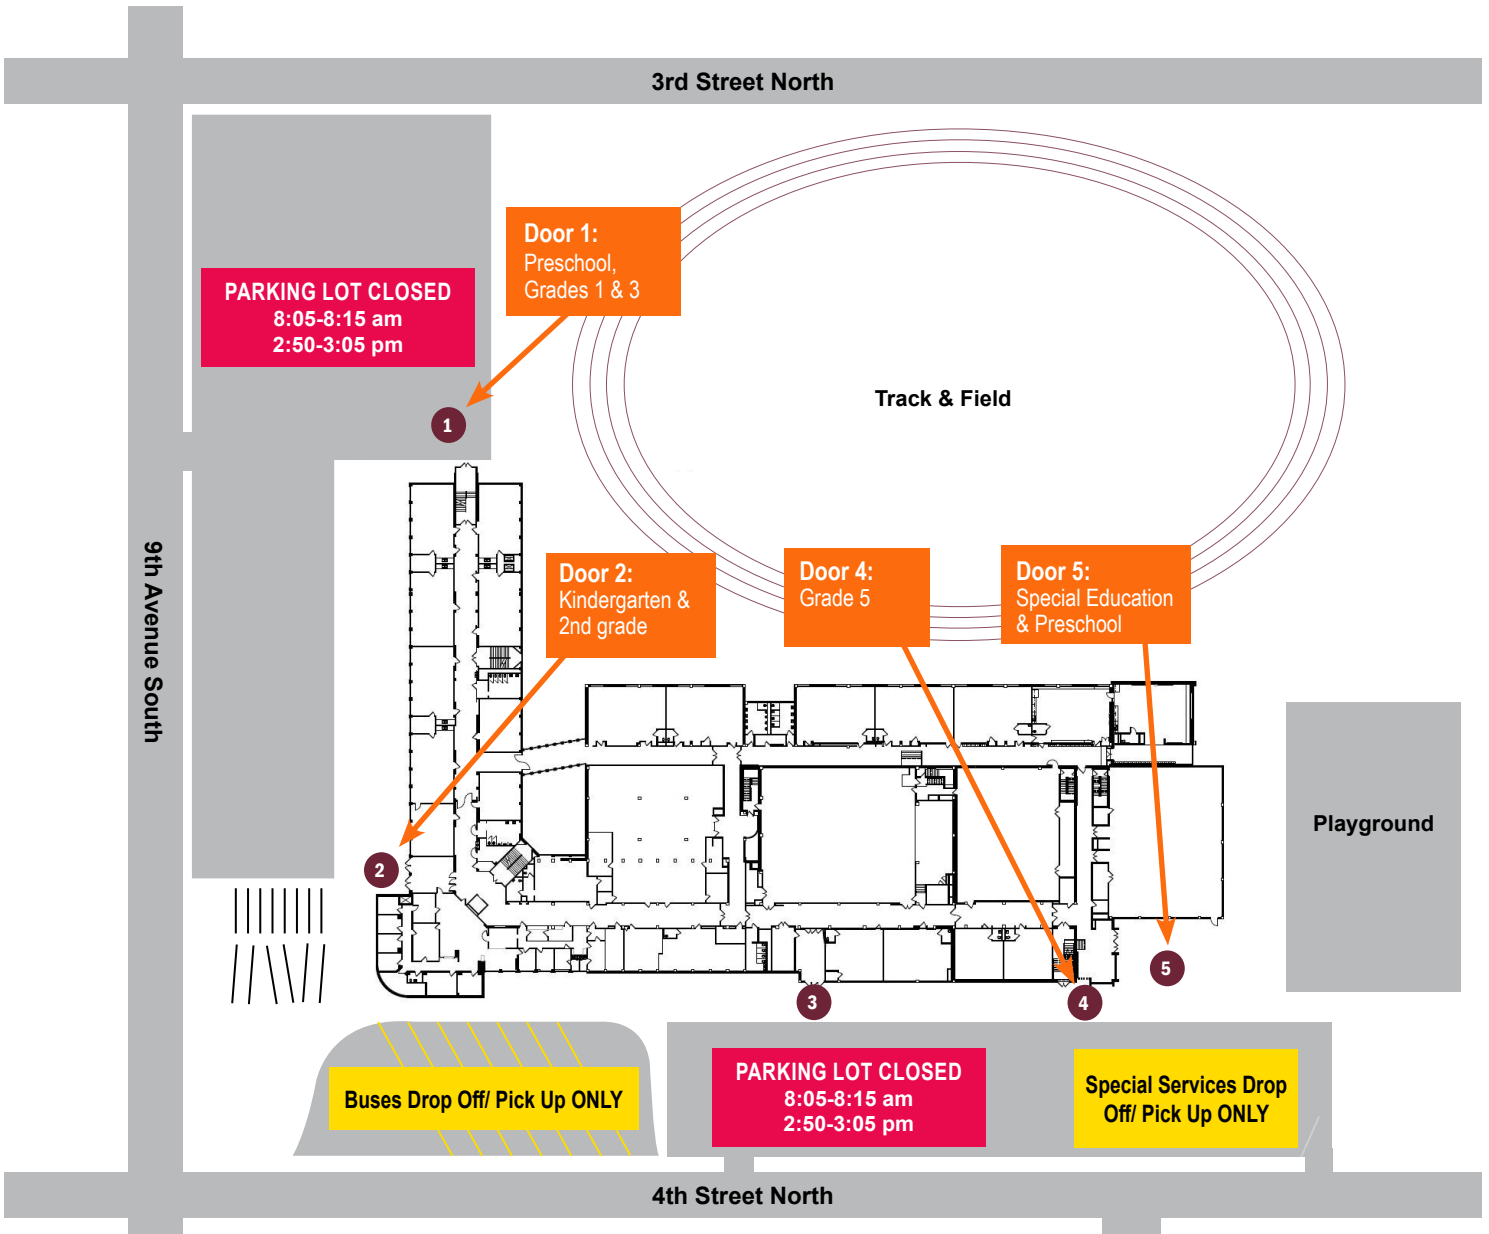 3rd Street North
Door 1:
Preschool,
Grades 1 & 3
PARKING LOT CLOSED
8:05-8:15 am
2:50-3:05 pm
Track & Field
1
9th Avenue South
Door 2:
Kindergarten &
2nd grade
Door 4:
Grade 5
Door 5:
Special Education
& Preschool
Playground
2
3
4
5
Buses Drop Off/ Pick Up ONLY
PARKING LOT CLOSED
8:05-8:15 am
2:50-3:05 pm
Special Services Drop
Off/ Pick Up ONLY
4th Street North